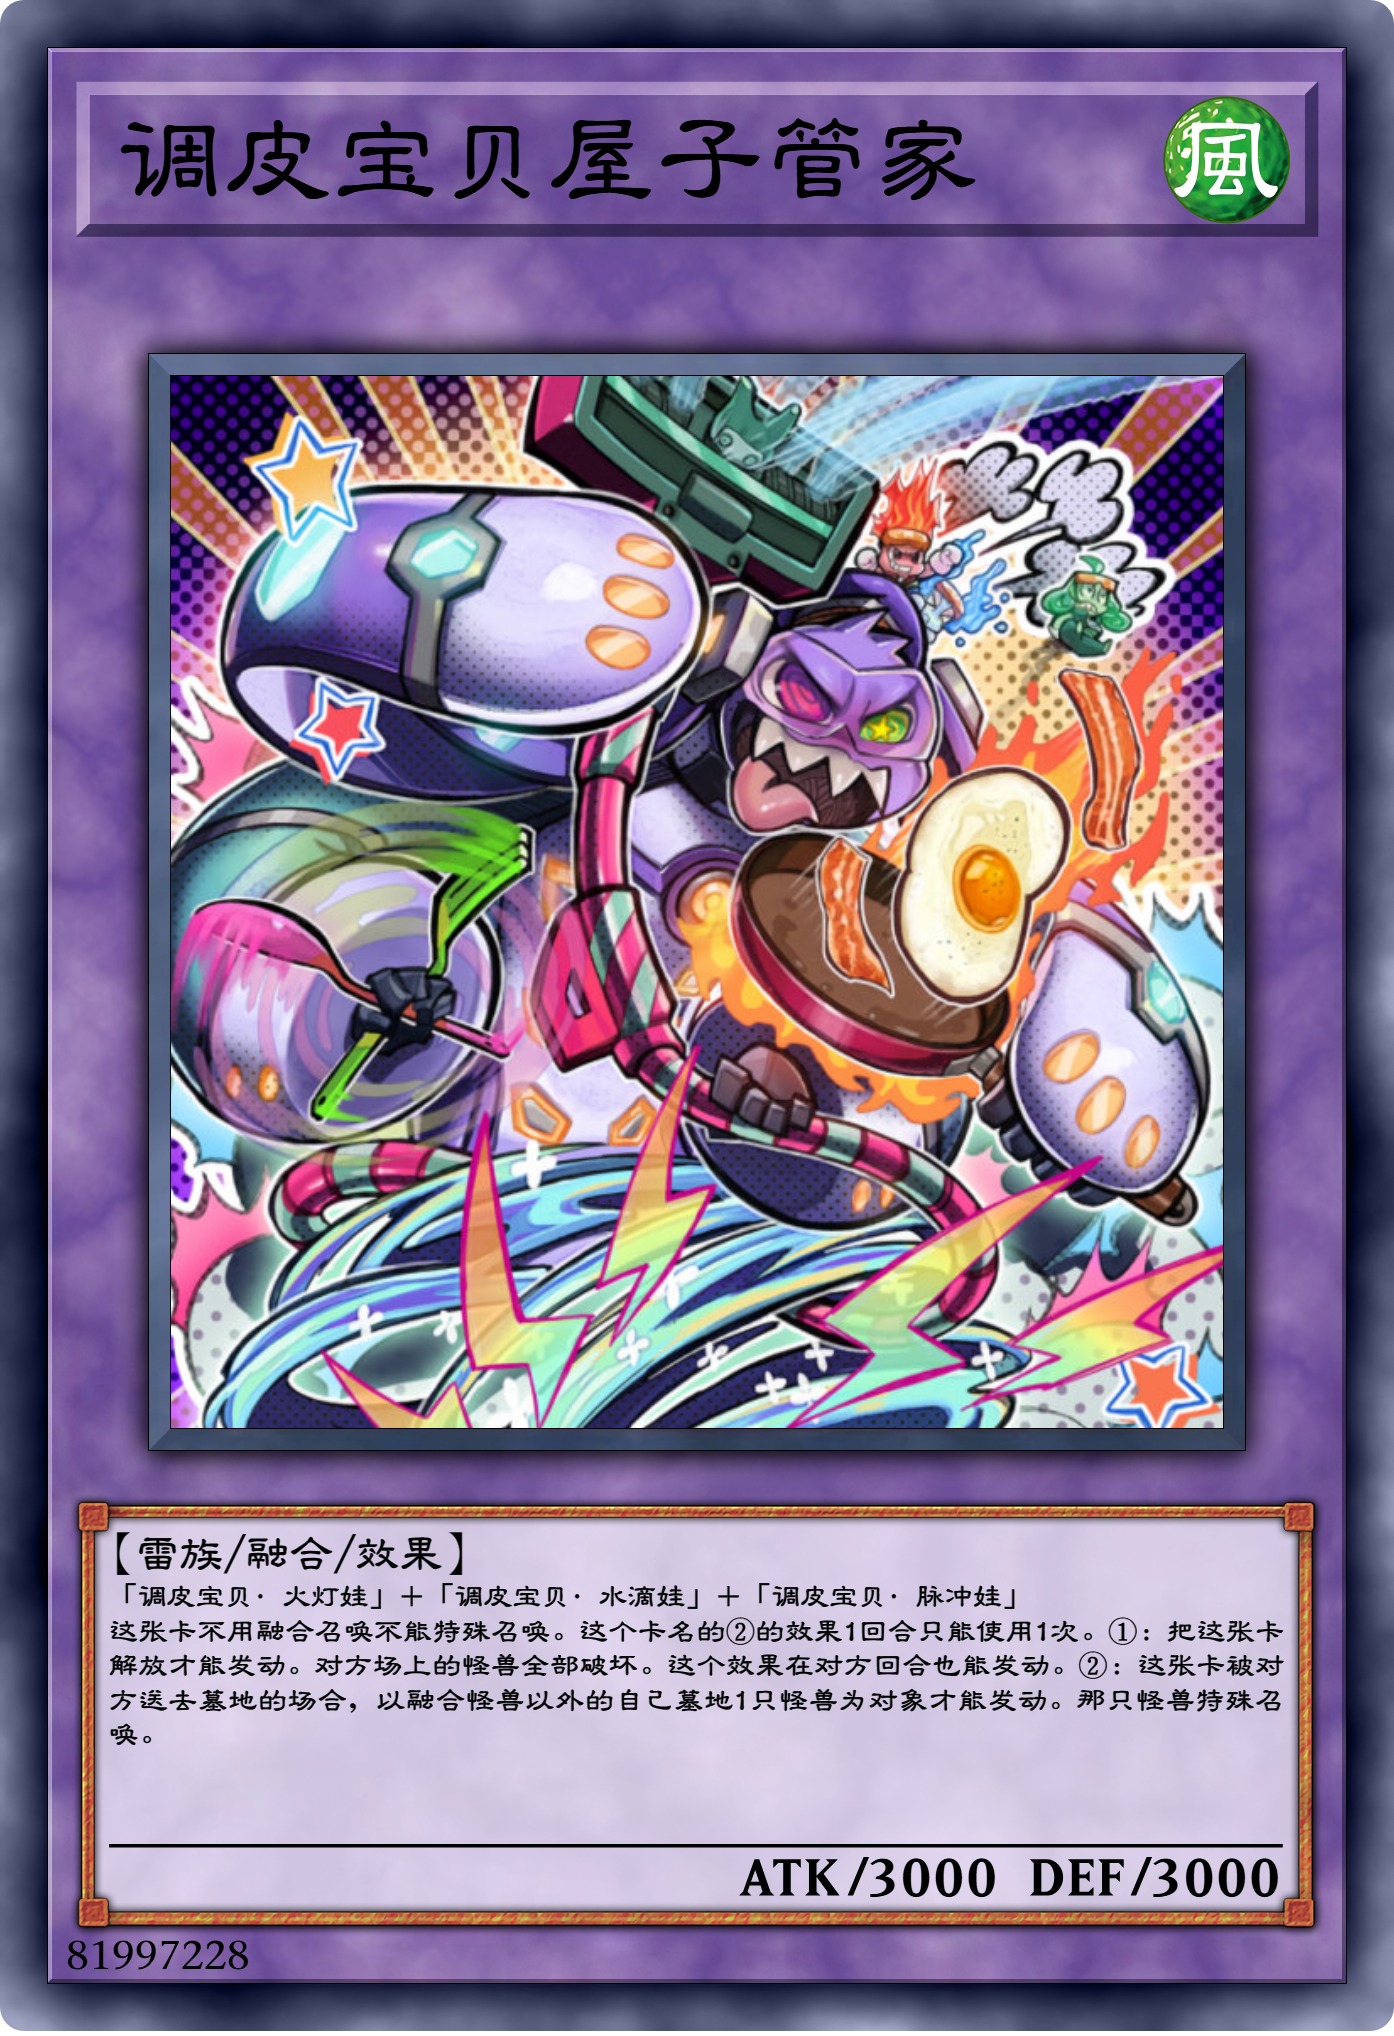 调皮宝贝屋子管家
風
【雷族/融合/效果】
「调皮宝贝·火灯娃」＋「调皮宝贝·水滴娃」＋「调皮宝贝·脉冲娃」
这张卡不用融合召唤不能特殊召唤。这个卡名的②的效果1回合只能使用1次。①：把这张卡
解放才能发动。对方场上的怪兽全部破坏。这个效果在对方回合也能发动。②：这张卡被对
方送去墓地的场合，以融合怪兽以外的自己墓地1只怪兽为对象才能发动。那只怪兽特殊召
唤。
ATK/3000 DEF/3000
81997228